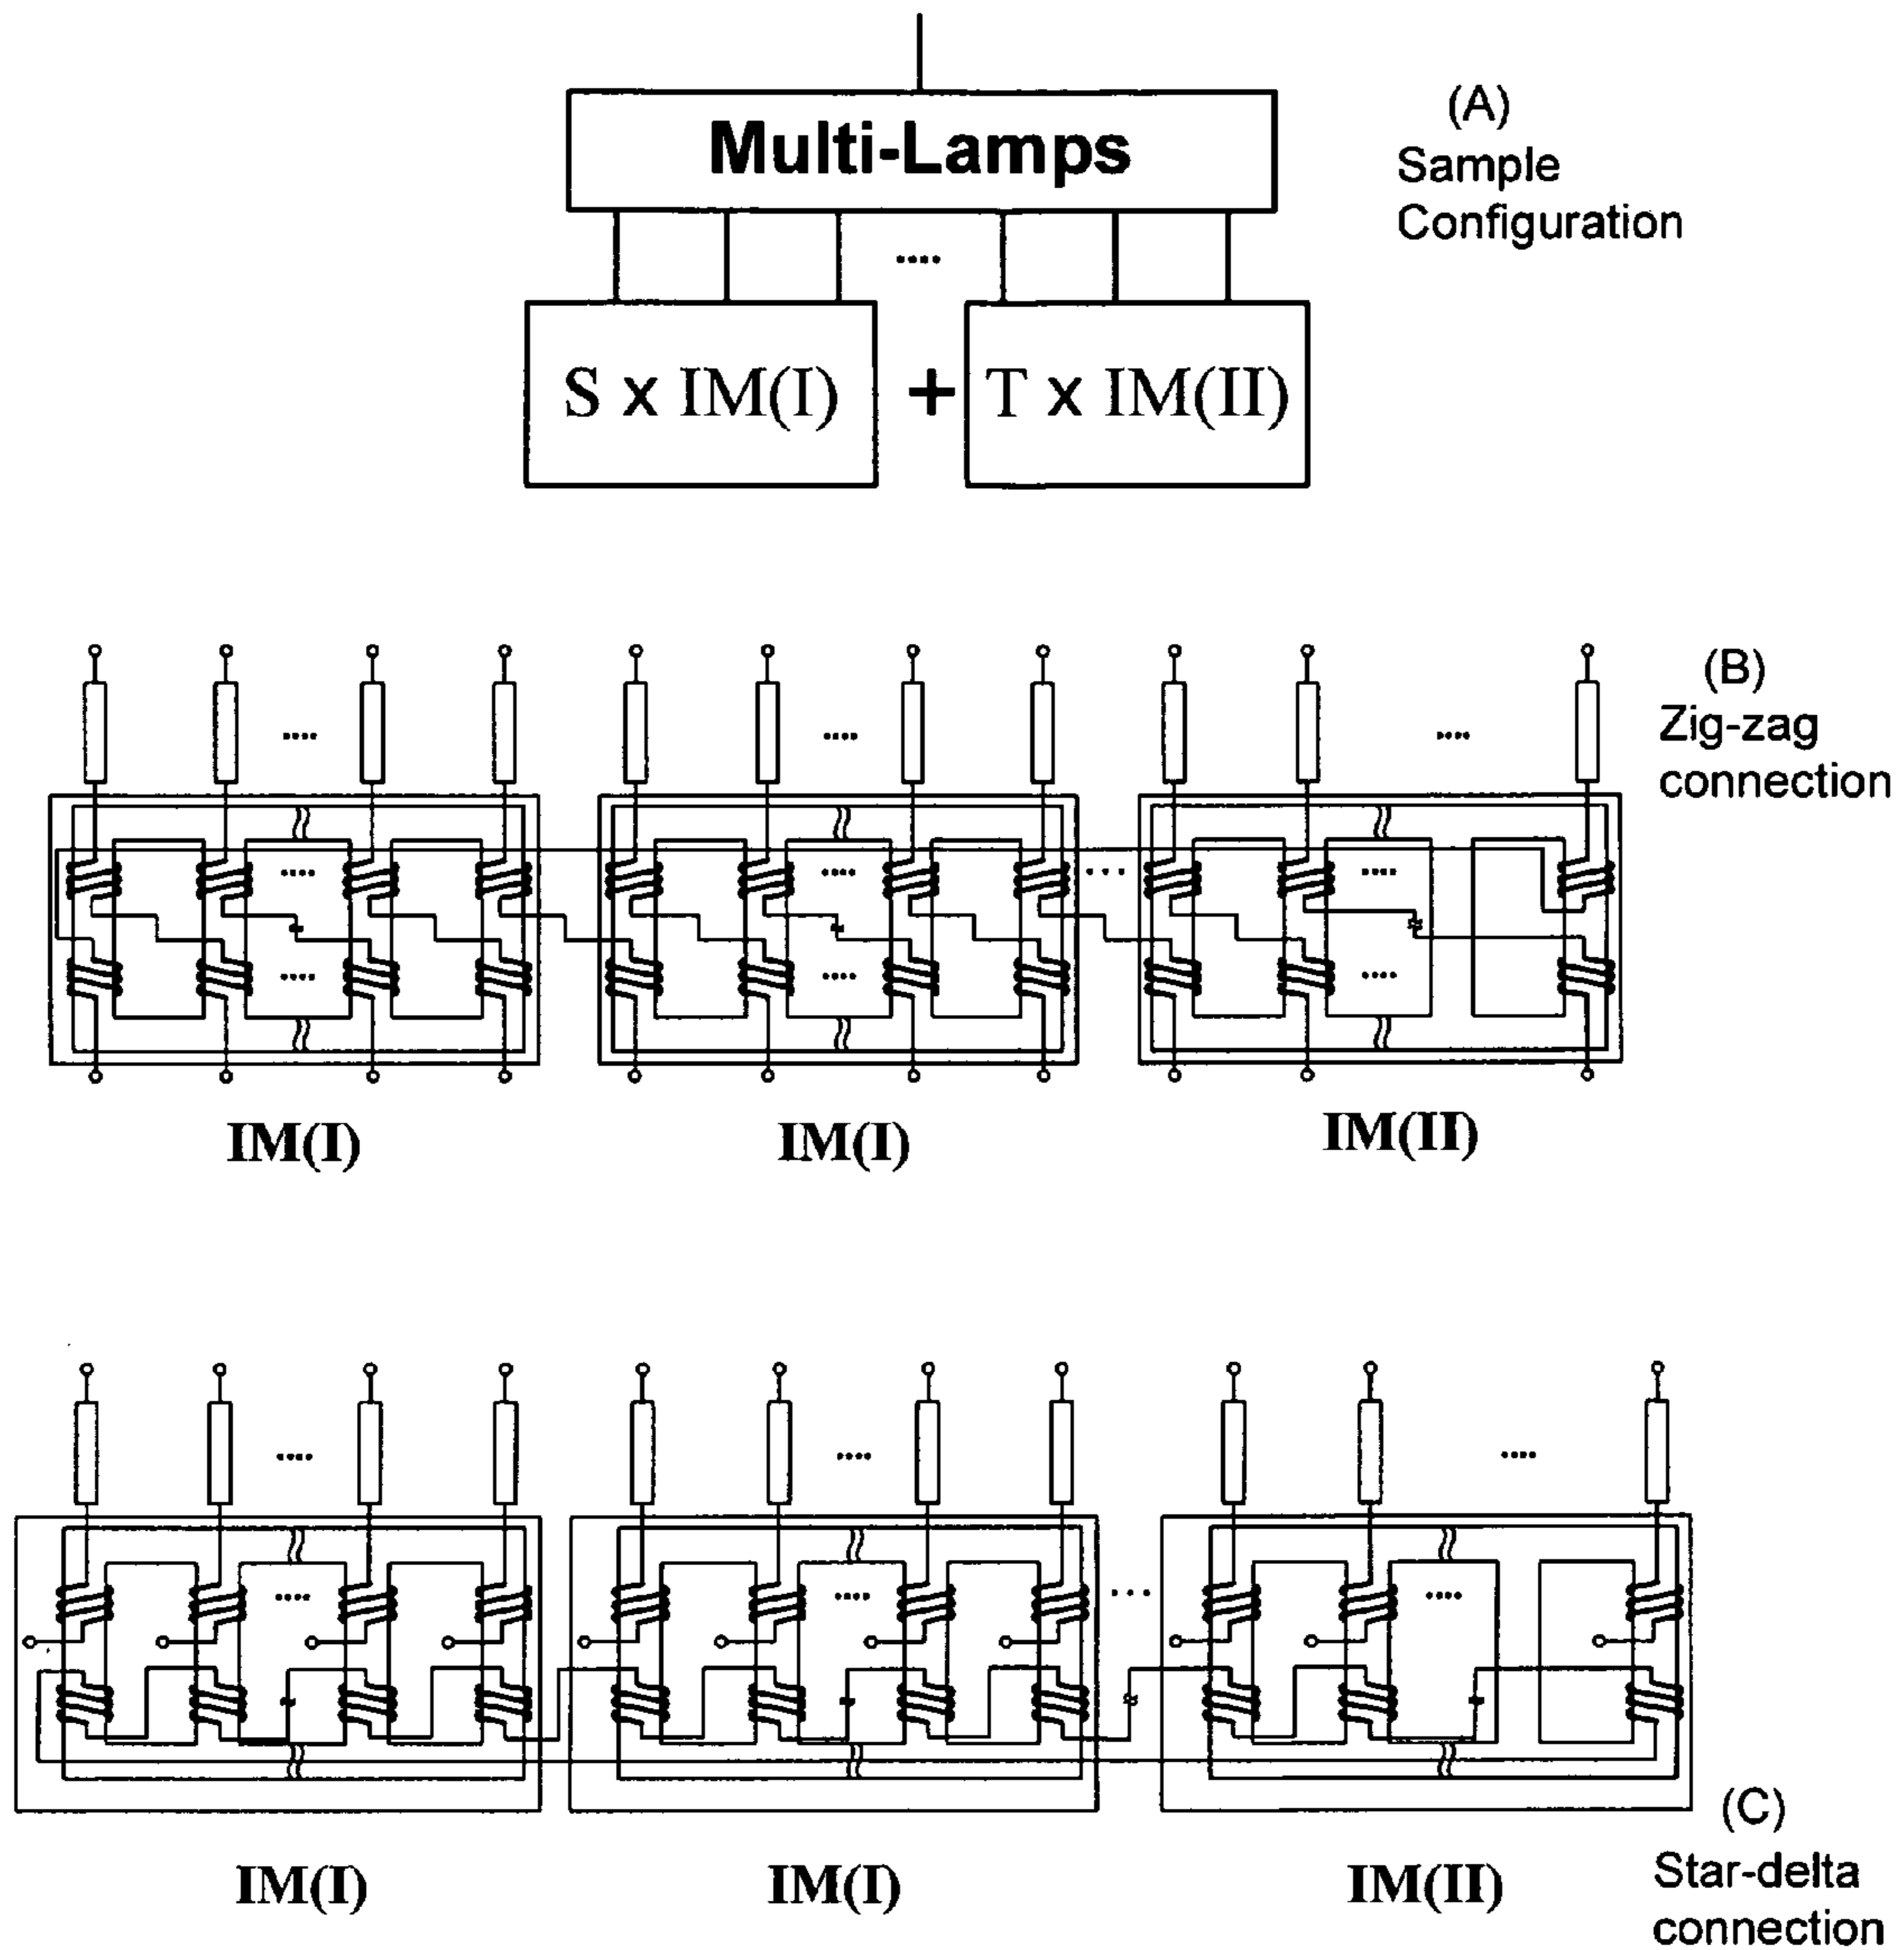 (A)
Multi-Lamps
Sample
Configuration
....
S x IM(I) + T x IM(II)
(B)
Zig-zag
connection
.... .... ....
.... .... ... ....
.... .... ....
IM(I) IM(I) IM(II)
.... .... ....
.... .... ... ....
(C)
IM(I) IM(I) IM(II)
Star-delta
connection